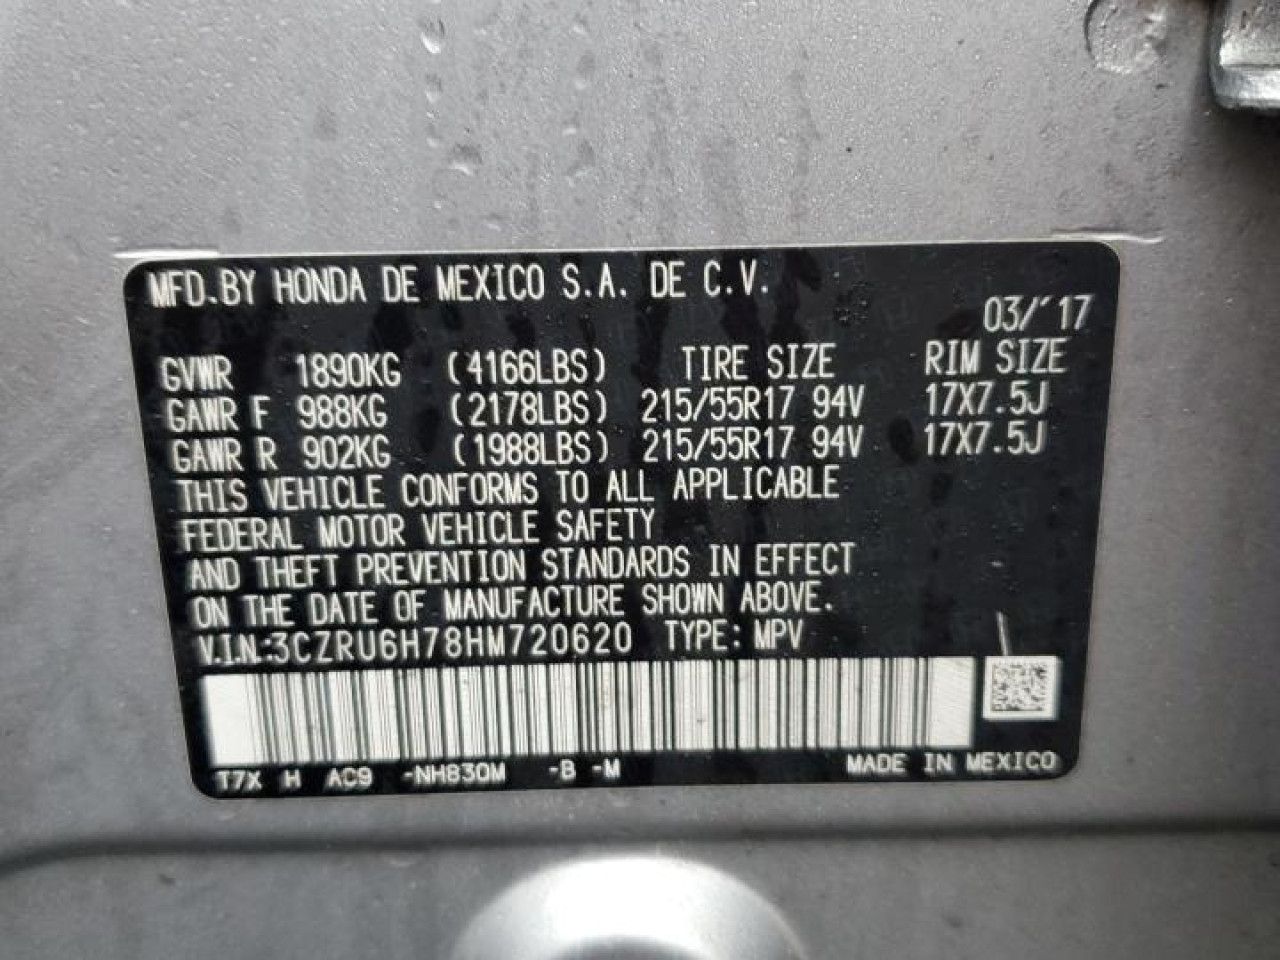 MFD.BY HONDA DE MEXICO S.A. DE C.V.
03/'17
GVWR 1890KG (4166LBS) TIRE SIZE RIM SIZE
GAWR F 988KG (2178LBS) 215/55R17 94V 17X7.5J
GAWR R 902KG (1988LBS) 215/55R17 94V 17X7.5J
THIS VEHICLE CONFORMS TO ALL APPLICABLE
FEDERAL MOTOR VEHICLE SAFETY
AND THEFT PREVENTION STANDARDS IN EFFECT
ON THE DATE OF MANUFACTURE SHOWN ABOVE.
V.I.N.:3CZRU6H78HM720620 TYPE: MPV
T7X H AC9 -NH830M -B -M MADE IN MEXICO